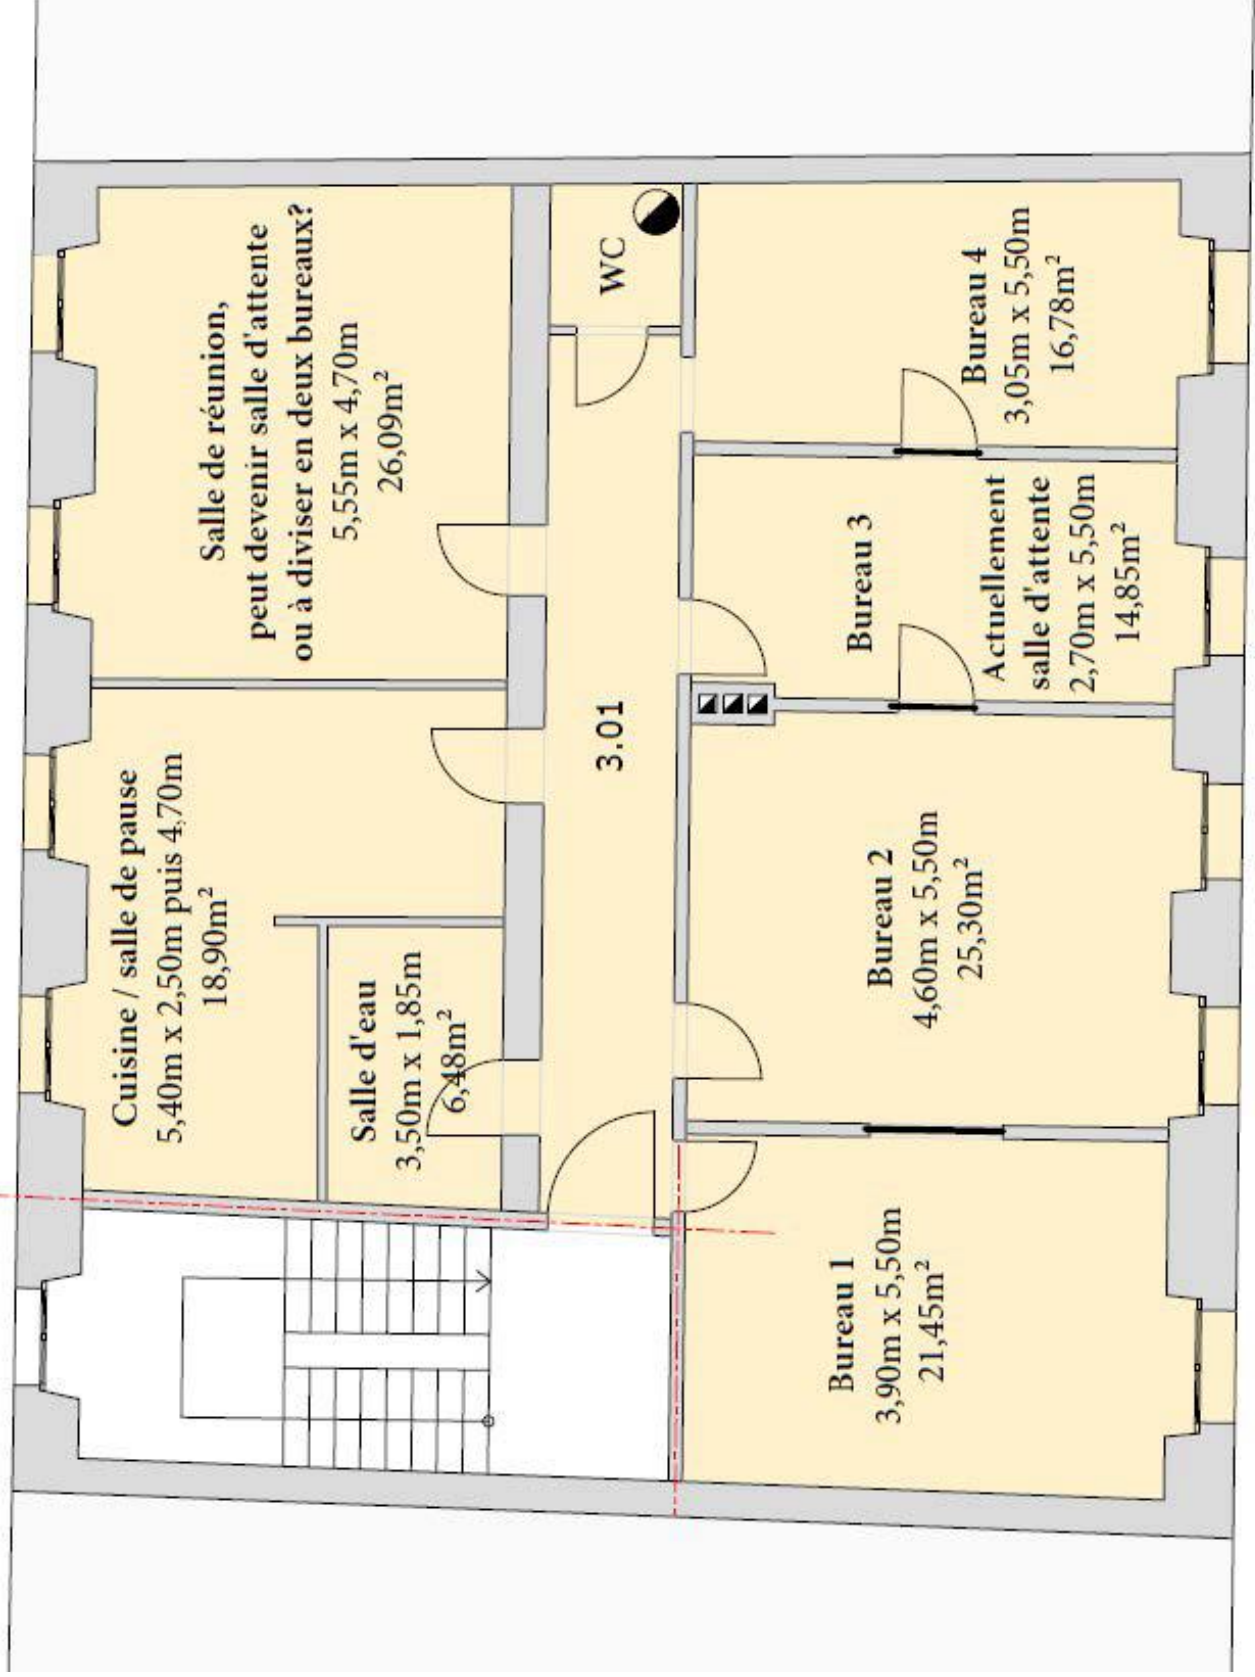 Salle de réunion,
peut devenir salle d'attente
ou à diviser en deux bureaux?
5,55m x 4,70m
26,09m²
WC
Bureau 4
3,05m x 5,50m
16,78m²
Cuisine / salle de pause
5,40m x 2,50m puis 4,70m
18,90m²
3.01
Bureau 3
Actuellement
salle d'attente
2,70m x 5,50m
14,85m²
Salle d'eau
3,50m x 1,85m
6,48m²
Bureau 2
4,60m x 5,50m
25,30m²
Bureau 1
3,90m x 5,50m
21,45m²